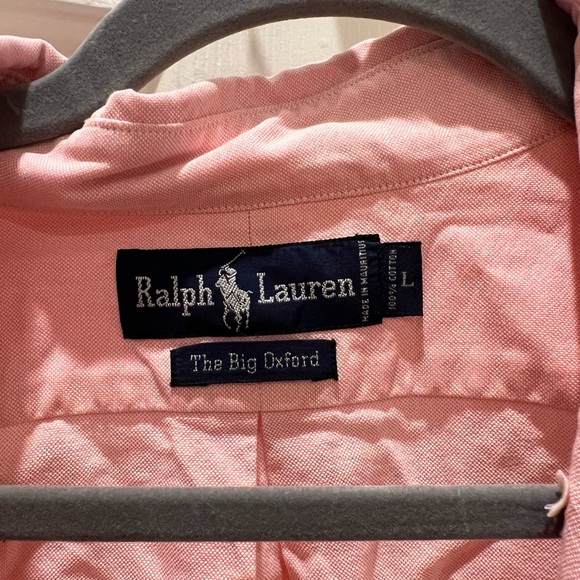 Ralph Lauren
MADE IN MAURITIUS
100% COTTON
L
The Big Oxford